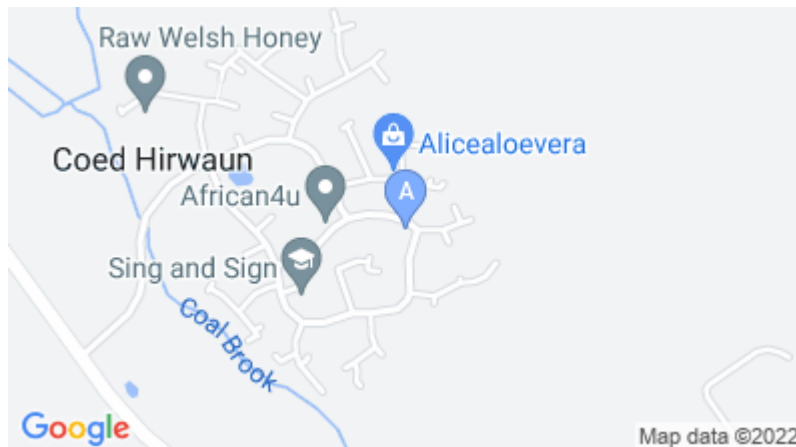 Raw Welsh Honey
Alicealoevera
Coed Hirwaun
African4u
A
Sing and Sign
Coal Brook
Google
Map data ©2022